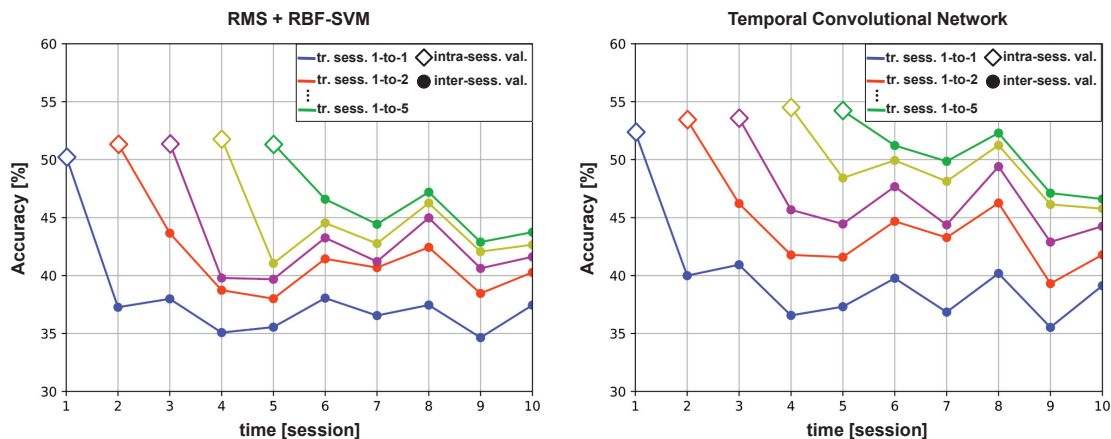 RMS + RBF-SVM
Accuracy [%]
60
55
50
45
40
35
30
tr. sess. 1-to-1
intra-sess. val.
tr. sess. 1-to-2
inter-sess. val.
⋮
tr. sess. 1-to-5
1 2 3 4 5 6 7 8 9 10
time [session]
Temporal Convolutional Network
Accuracy [%]
60
55
50
45
40
35
30
tr. sess. 1-to-1
intra-sess. val.
tr. sess. 1-to-2
inter-sess. val.
⋮
tr. sess. 1-to-5
1 2 3 4 5 6 7 8 9 10
time [session]